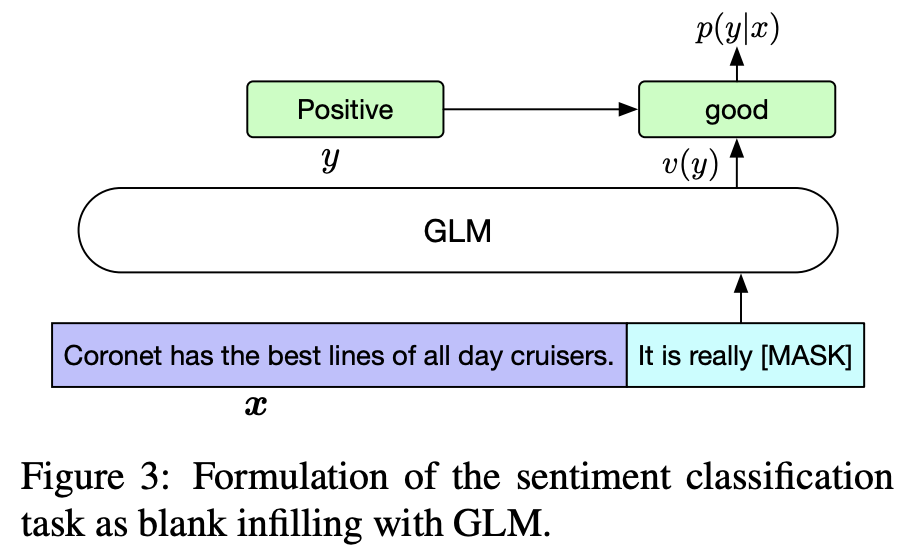 p(y|x)
Positive
good
y
v(y)
GLM
Coronet has the best lines of all day cruisers.
It is really [MASK]
x
Figure 3: Formulation of the sentiment classification
task as blank infilling with GLM.